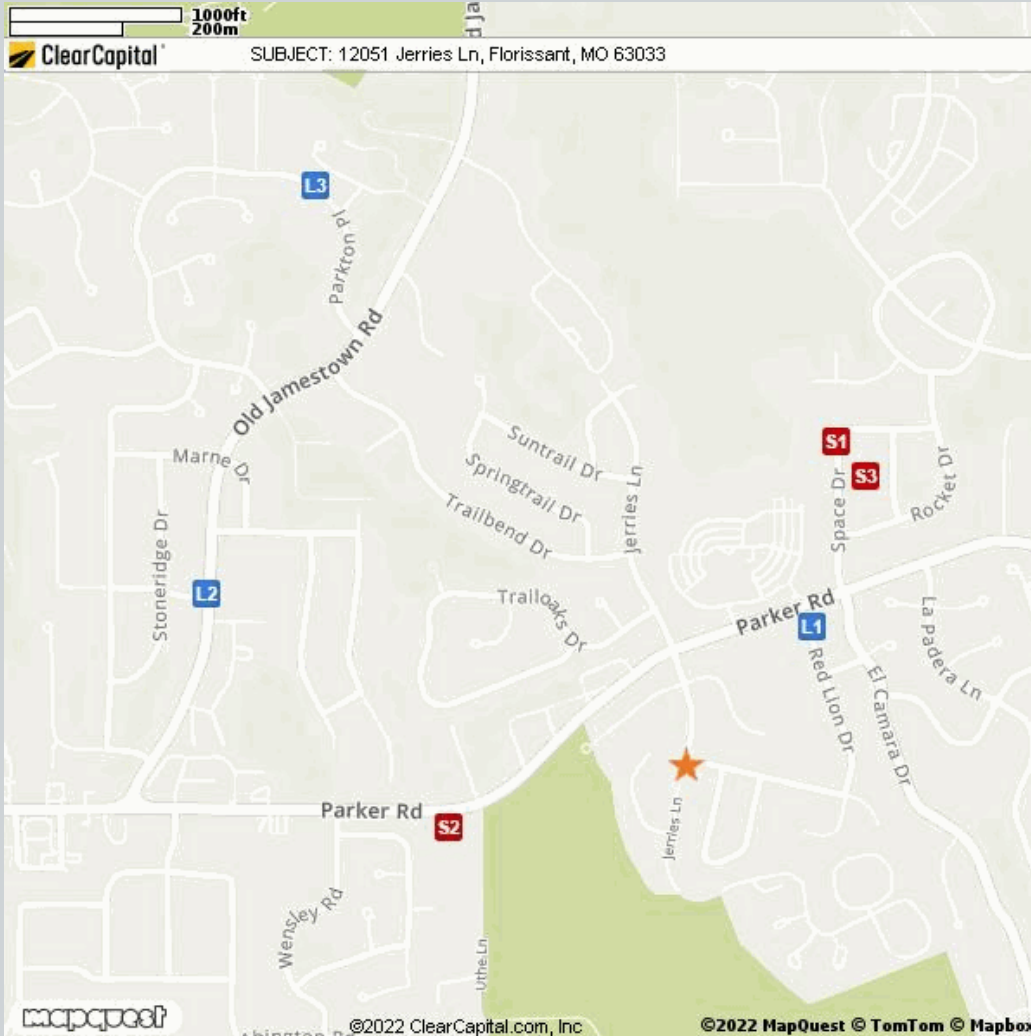 1000ft
200m
ClearCapital
SUBJECT: 12051 Jerries Ln, Florissant, MO 63033
L3
Parkton Pl
Old Jamestown Rd
Marne Dr
Suntrail Dr
Springtrail Dr
Trailbend Dr
Jerries Ln
S1
S3
Space Dr
Rocket Dr
Stoneridge Dr
L2
Trailoaks Dr
Parker Rd
L1
La Padera Ln
Red Lion Dr
El Camara Dr
Parker Rd
S2
Jerries Ln
Wensley Rd
Uthe Ln
mapquest
©2022 ClearCapital.com, Inc
©2022 MapQuest © TomTom © Mapbox